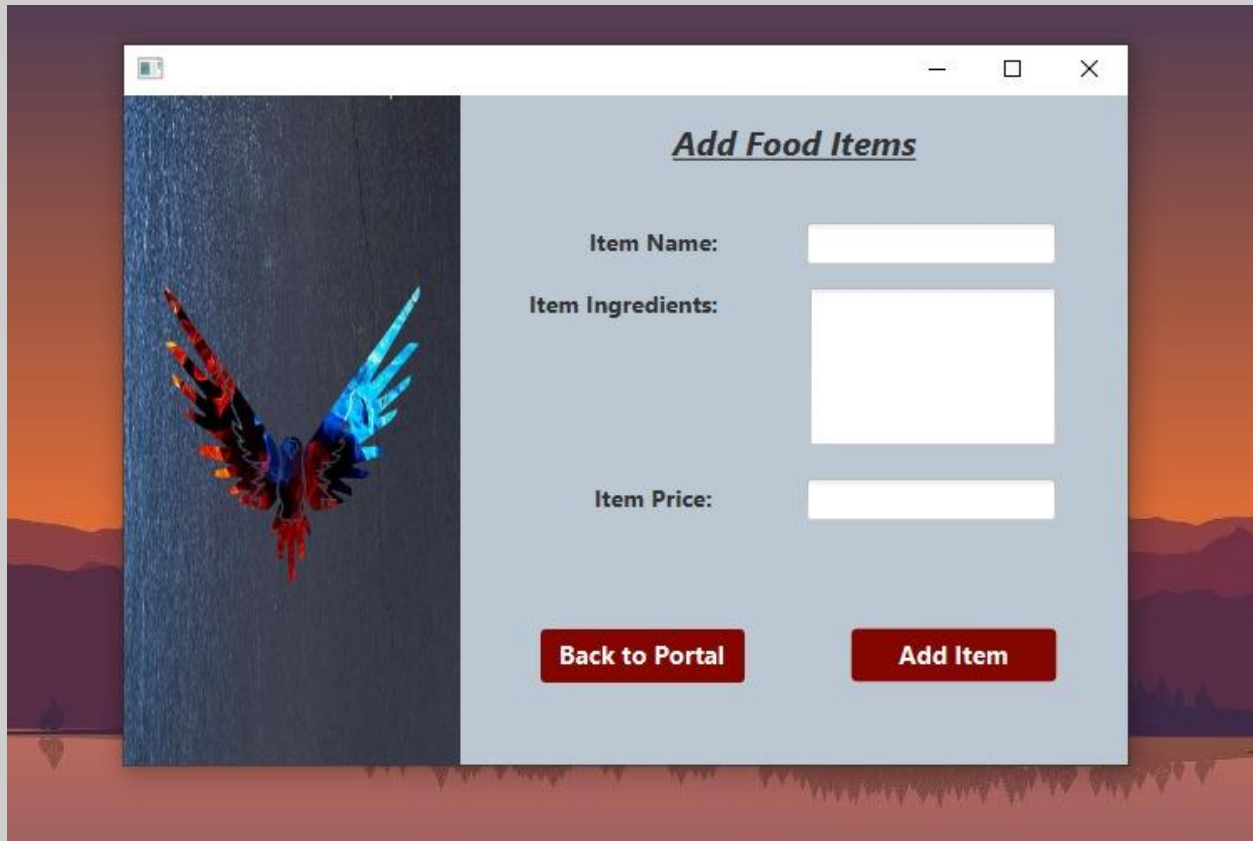 Add Food Items
Item Name:
Item Ingredients:
Item Price:
Back to Portal
Add Item